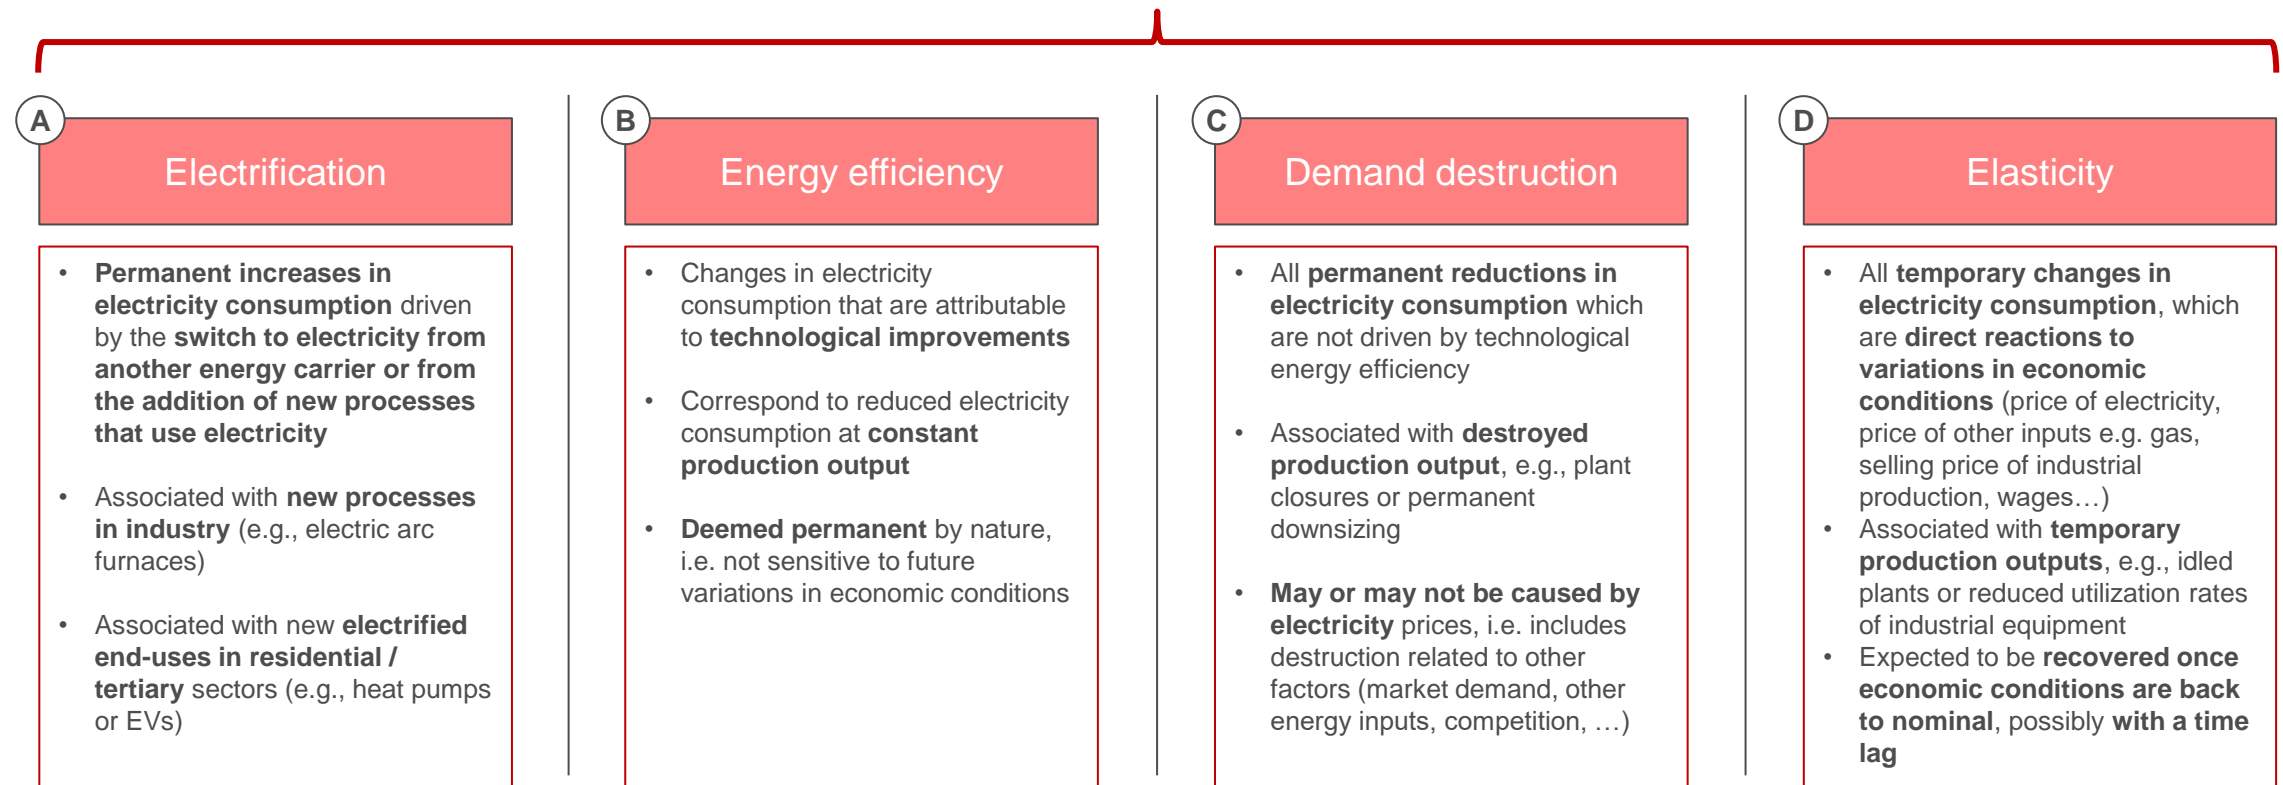 A
Electrification
• Permanent increases in
electricity consumption driven
by the switch to electricity from
another energy carrier or from
the addition of new processes
that use electricity
• Associated with new processes
in industry (e.g., electric arc
furnaces)
• Associated with new electrified
end-uses in residential /
tertiary sectors (e.g., heat pumps
or EVs)
B
Energy efficiency
• Changes in electricity
consumption that are attributable
to technological improvements
• Correspond to reduced electricity
consumption at constant
production output
• Deemed permanent by nature,
i.e. not sensitive to future
variations in economic conditions
C
Demand destruction
• All permanent reductions in
electricity consumption which
are not driven by technological
energy efficiency
• Associated with destroyed
production output, e.g., plant
closures or permanent
downsizing
• May or may not be caused by
electricity prices, i.e. includes
destruction related to other
factors (market demand, other
energy inputs, competition, …)
D
Elasticity
• All temporary changes in
electricity consumption, which
are direct reactions to
variations in economic
conditions (price of electricity,
price of other inputs e.g. gas,
selling price of industrial
production, wages…)
• Associated with temporary
production outputs, e.g., idled
plants or reduced utilization rates
of industrial equipment
• Expected to be recovered once
economic conditions are back
to nominal, possibly with a time
lag